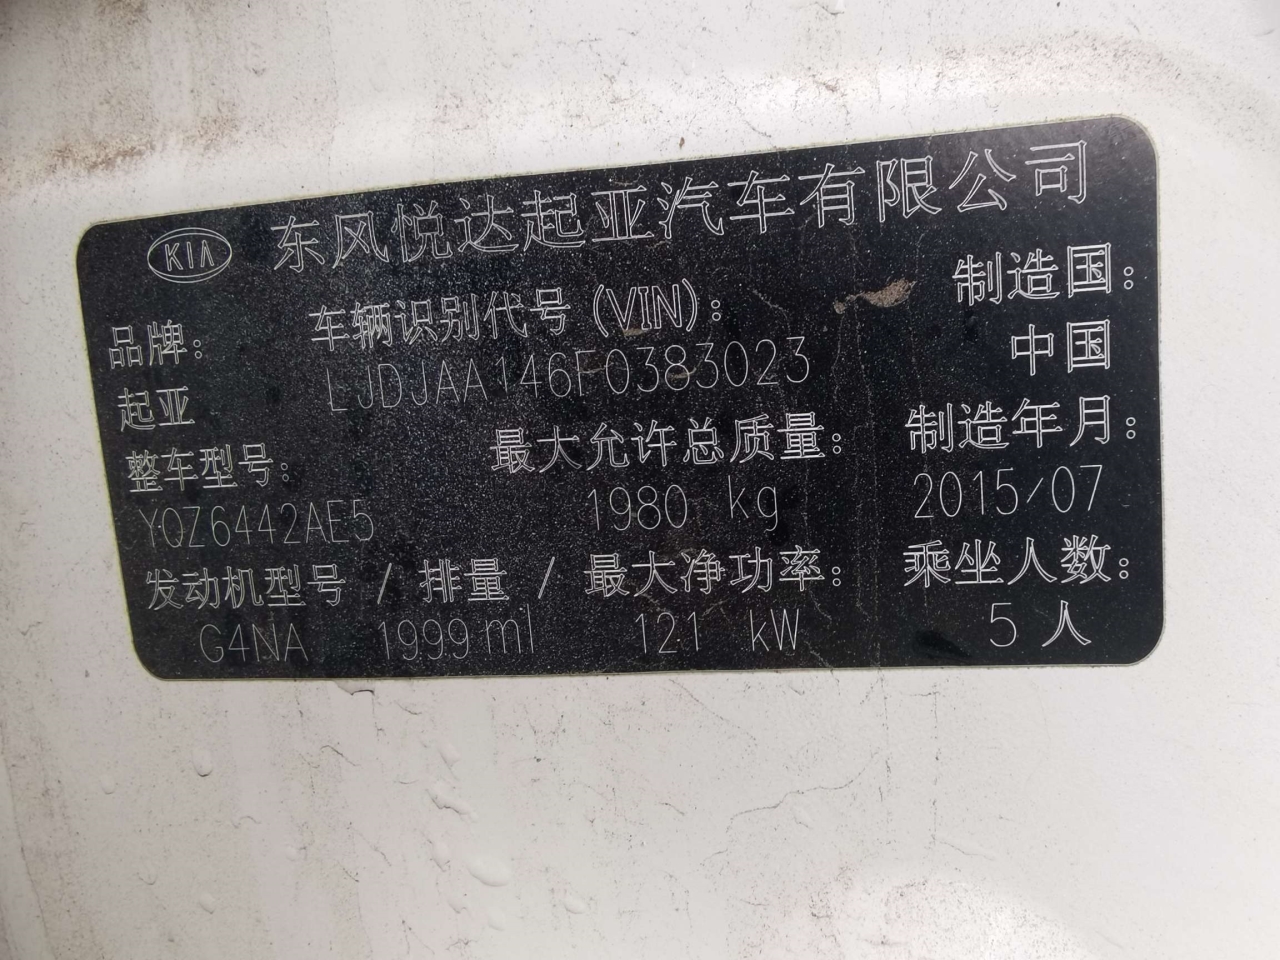 KIA 东风悦达起亚汽车有限公司
品牌: 车辆识别代号 (VIN): 制造国:
起亚 LJDJAA146F0383023 中国
整车型号: 最大允许总质量: 制造年月:
YQZ6442AE5 1980 kg 2015/07
发动机型号 / 排量 / 最大净功率: 乘坐人数:
G4NA 1999ml 121 kW 5 人